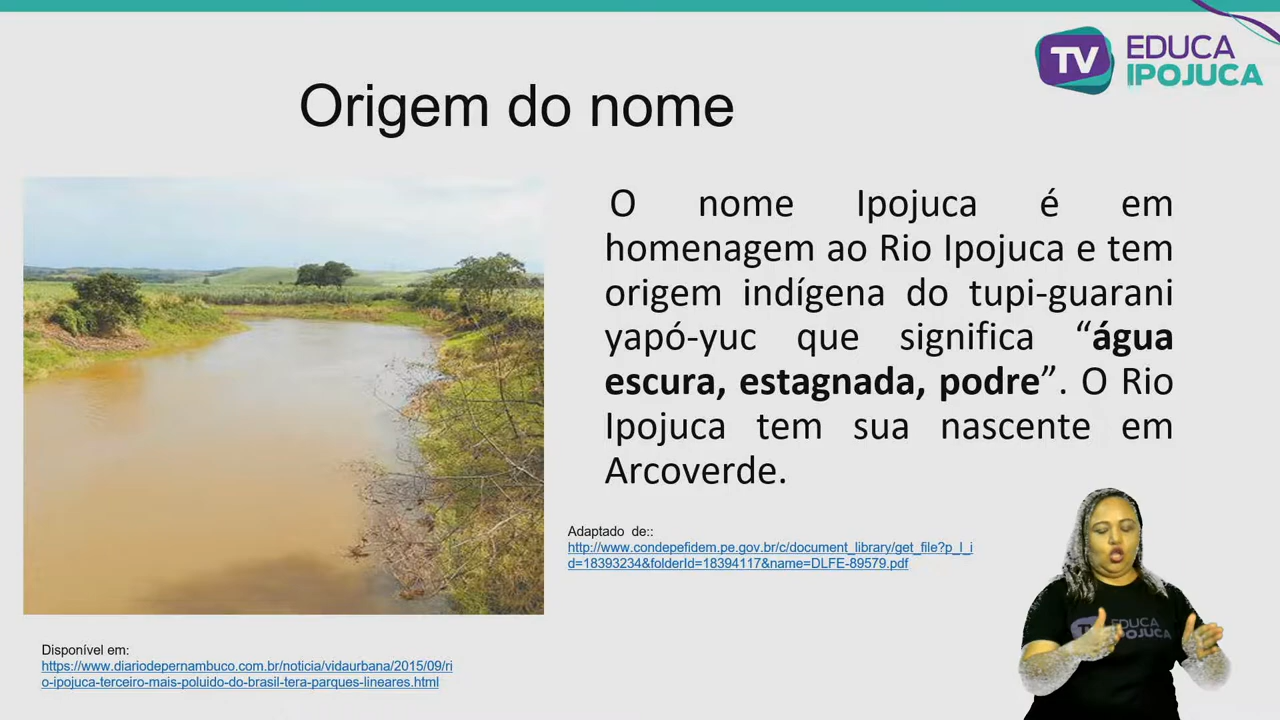 TV EDUCA
IPOJUCA
Origem do nome
O nome Ipojuca é em
homenagem ao Rio Ipojuca e tem
origem indígena do tupi-guarani
yapó-yuc que significa “água
escura, estagnada, podre”. O Rio
Ipojuca tem sua nascente em
Arcoverde.
Adaptado de::
http://www.condepefidem.pe.gov.br/c/document_library/get_file?p_l_i
d=18393234&folderId=18394117&name=DLFE-89579.pdf
Disponível em:
https://www.diariodepernambuco.com.br/noticia/vidaurbana/2015/09/ri
o-ipojuca-terceiro-mais-poluido-do-brasil-tera-parques-lineares.html
TV EDUCA
IPOJUCA